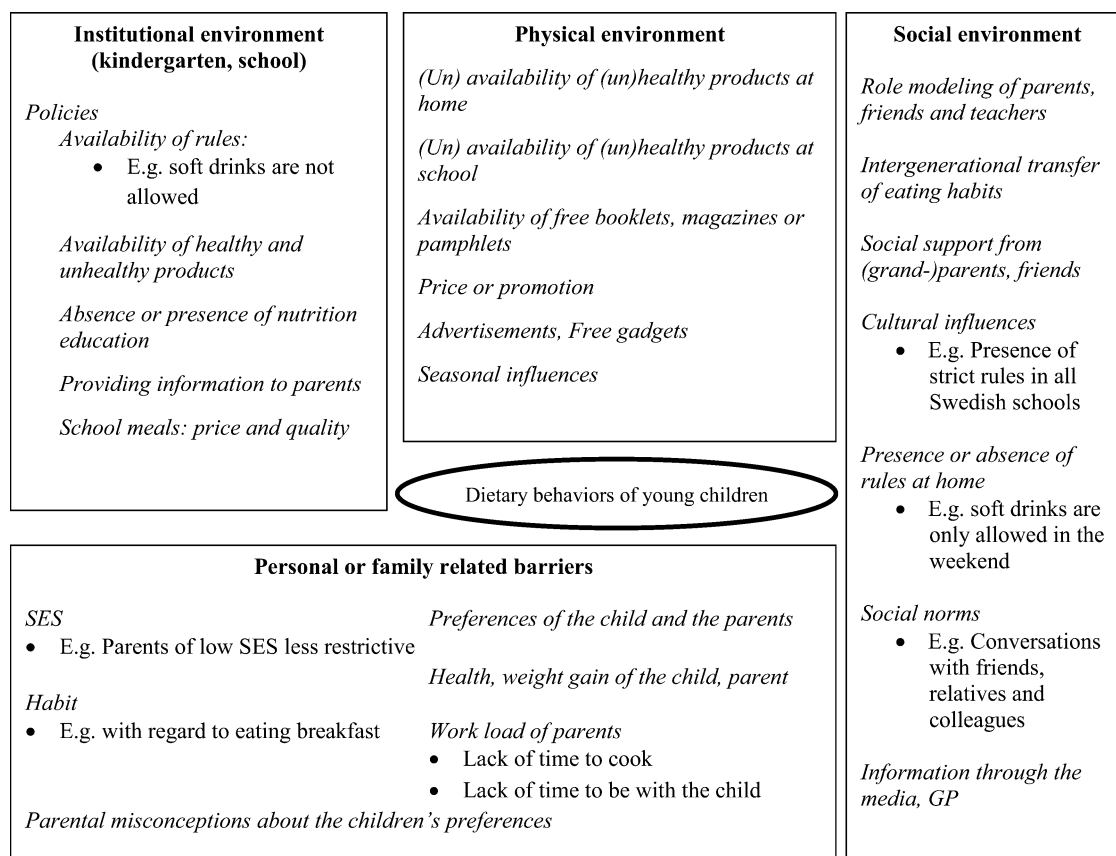 Institutional environment
(kindergarten, school)
Policies
Availability of rules:
• E.g. soft drinks are not
allowed
Availability of healthy and
unhealthy products
Absence or presence of nutrition
education
Providing information to parents
School meals: price and quality
Physical environment
(Un) availability of (un)healthy products at
home
(Un) availability of (un)healthy products at
school
Availability of free booklets, magazines or
pamphlets
Price or promotion
Advertisements, Free gadgets
Seasonal influences
Social environment
Role modeling of parents,
friends and teachers
Intergenerational transfer
of eating habits
Social support from
(grand-)parents, friends
Cultural influences
• E.g. Presence of
strict rules in all
Swedish schools
Presence or absence of
rules at home
• E.g. soft drinks are
only allowed in the
weekend
Social norms
• E.g. Conversations
with friends,
relatives and
colleagues
Information through the
media, GP
Dietary behaviors of young children
Personal or family related barriers
SES
• E.g. Parents of low SES less restrictive
Habit
• E.g. with regard to eating breakfast
Preferences of the child and the parents
Health, weight gain of the child, parent
Work load of parents
• Lack of time to cook
• Lack of time to be with the child
Parental misconceptions about the children's preferences